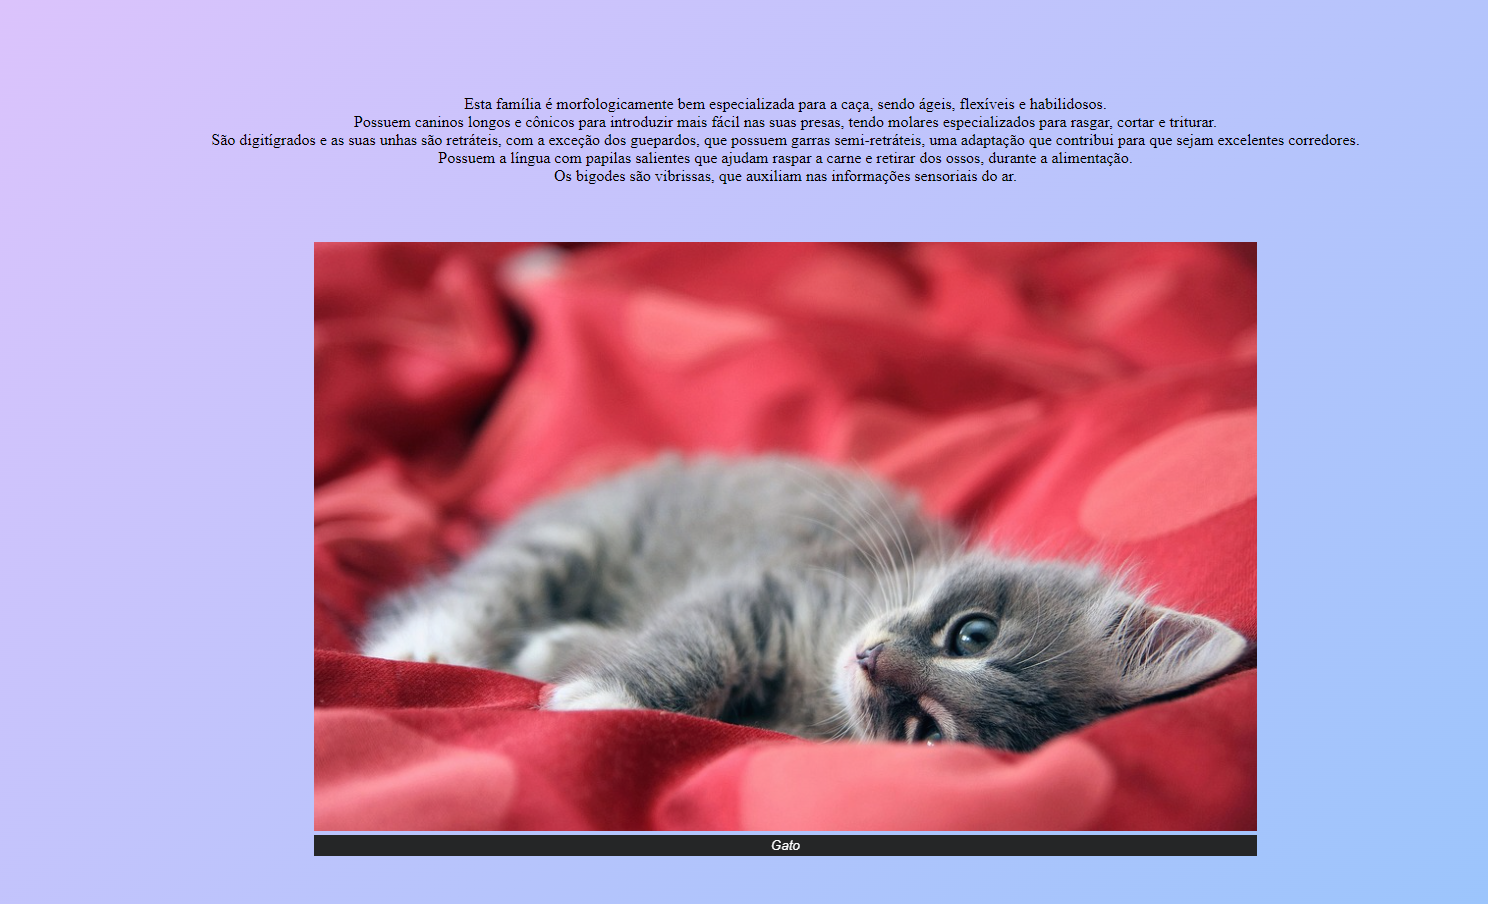 Esta família é morfologicamente bem especializada para a caça, sendo ágeis, flexíveis e habilidosos.
Possuem caninos longos e cônicos para introduzir mais fácil nas suas presas, tendo molares especializados para rasgar, cortar e triturar.
São digitígrados e as suas unhas são retráteis, com a exceção dos guepardos, que possuem garras semi-retráteis, uma adaptação que contribui para que sejam excelentes corredores.
Possuem a língua com papilas salientes que ajudam raspar a carne e retirar dos ossos, durante a alimentação.
Os bigodes são vibrissas, que auxiliam nas informações sensoriais do ar.
Gato